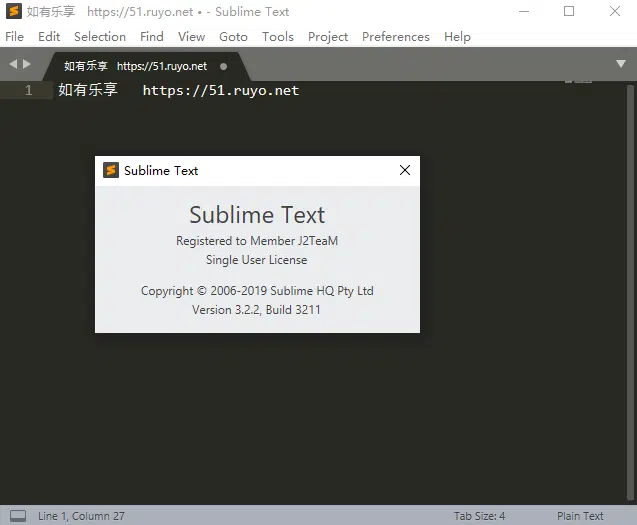 如有乐享 https://51.ruyo.net • - Sublime Text
File Edit Selection Find View Goto Tools Project Preferences Help
如有乐享 https://51.ruyo.net
1 如有乐享 https://51.ruyo.net
Sublime Text
Sublime Text
Registered to Member J2TeaM
Single User License
Copyright © 2006-2019 Sublime HQ Pty Ltd
Version 3.2.2, Build 3211
Line 1, Column 27 Tab Size: 4 Plain Text